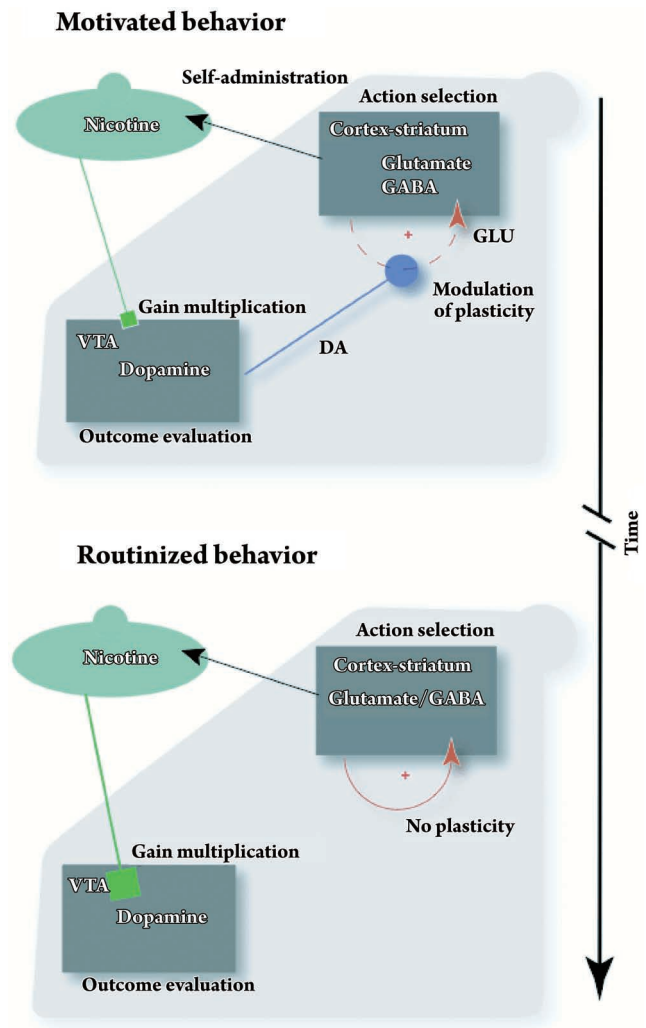 Motivated behavior
Self-administration
Action selection
Nicotine
Cortex-striatum
Glutamate
GABA
+
GLU
Modulation
of plasticity
Gain multiplication
VTA
Dopamine
DA
Outcome evaluation
Time
Routinized behavior
Action selection
Nicotine
Cortex-striatum
Glutamate/GABA
+
No plasticity
Gain multiplication
VTA
Dopamine
Outcome evaluation